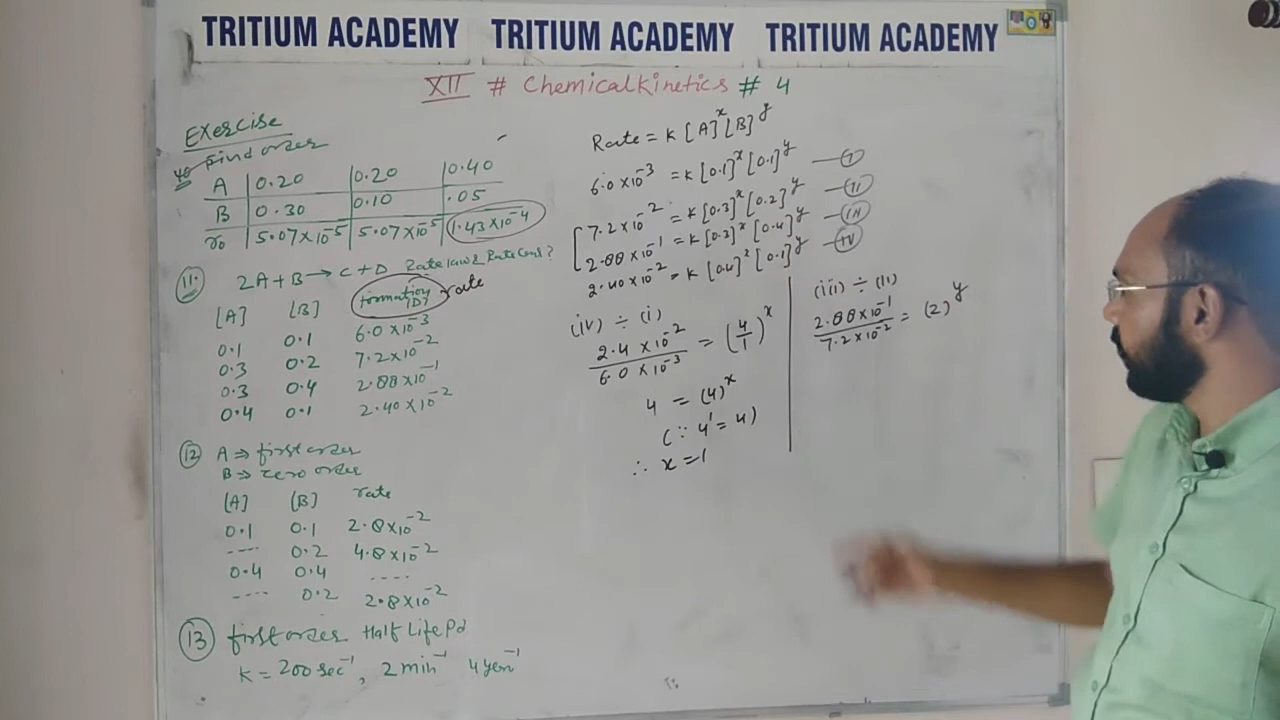 TRITIUM ACADEMY TRITIUM ACADEMY TRITIUM ACADEMY
XII # Chemical Kinetics # 4
Exercise
Find order
A 0.20 0.20 0.40
B 0.30 0.10 .05
r₀ 5.07×10⁻⁵ 5.07×10⁻⁵ 1.43×10⁻⁴
11. 2A+B→C+D Rate law & Rate Cons?
[A] [B] formation [D] rate
0.1 0.1 6.0×10⁻³
0.3 0.2 7.2×10⁻²
0.3 0.4 2.88×10⁻¹
0.4 0.1 2.40×10⁻²
12 A ⇒ first order
B ⇒ zero order
[A] [B] rate
0.1 0.1 2.0×10⁻²
---- 0.2 4.0×10⁻²
0.4 0.4 ----
---- 0.2 2.0×10⁻²
13 first order Half Life Pd
K = 200 sec⁻¹, 2 min⁻¹ 4 year⁻¹
Rate = K [A]ˣ[B]ʸ
6.0×10⁻³ = K[0.1]ˣ[0.1]ʸ —(I)
7.2×10⁻² = K[0.3]ˣ[0.2]ʸ —(II)
2.88×10⁻¹ = K[0.3]ˣ[0.4]ʸ —(III)
2.40×10⁻² = K[0.4]ˣ[0.1]ʸ —(IV)
(iv) ÷ (i)
2.4×10⁻² / 6.0×10⁻³ = (4/1)ˣ
4 = (4)ˣ
(∵ 4¹ = 4)
∴ x = 1
(iii) ÷ (ii)
2.88×10⁻¹ / 7.2×10⁻² = (2)ʸ